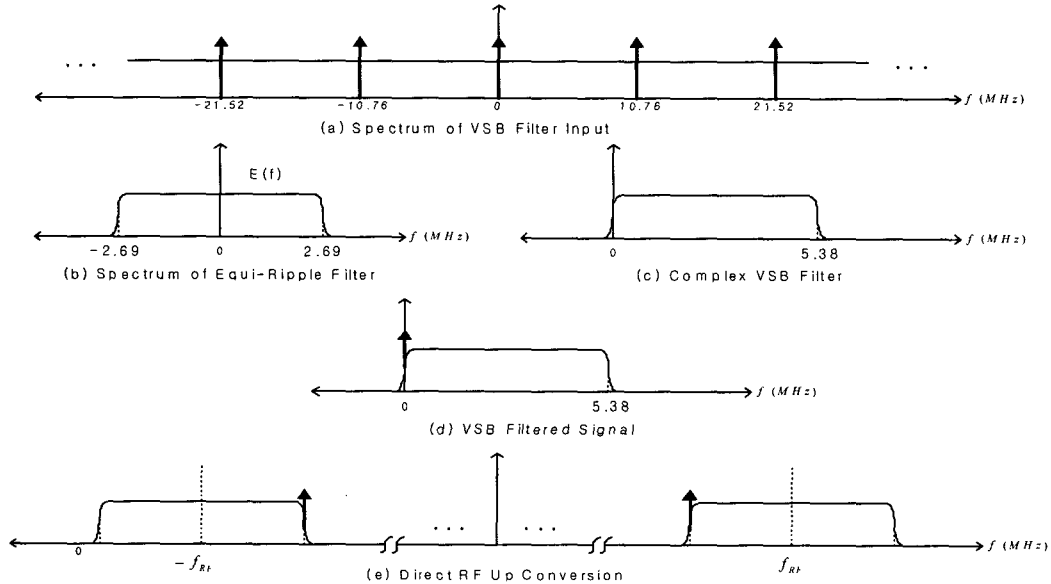 . . .
. . .
-21.52 -10.76 0 10.76 21.52 f (MHz)
(a) Spectrum of VSB Filter Input
E(f)
-2.69 0 2.69 f (MHz)
0 5.38 f (MHz)
(b) Spectrum of Equi-Ripple Filter
(c) Complex VSB Filter
0 5.38 f (MHz)
(d) VSB Filtered Signal
. . . . . .
0 -f_RF f_RF f (MHz)
(e) Direct RF Up Conversion